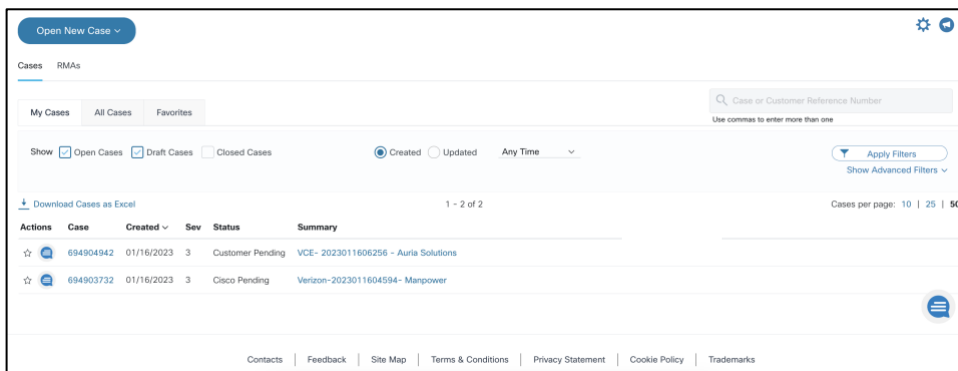 Open New Case
Cases RMAs
My Cases All Cases Favorites
Case or Customer Reference Number
Use commas to enter more than one
Show Open Cases Draft Cases Closed Cases Created Updated Any Time Apply Filters
Show Advanced Filters
Download Cases as Excel 1 - 2 of 2 Cases per page: 10 | 25 | 50
Actions Case Created Sev Status Summary
694904942 01/16/2023 3 Customer Pending VCE- 2023011606256 - Auria Solutions
694903732 01/16/2023 3 Cisco Pending Verizon-2023011604594- Manpower
Contacts | Feedback | Site Map | Terms & Conditions | Privacy Statement | Cookie Policy | Trademarks